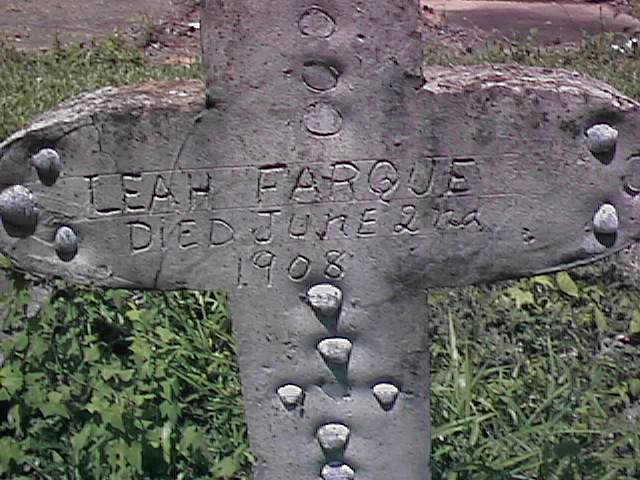 LEAH FARQUE
DIED JUNE 2nd
1908